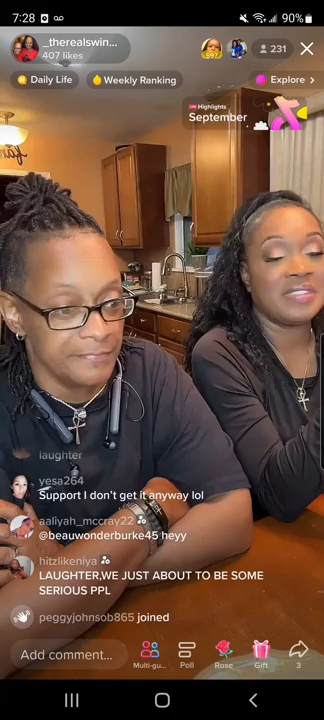 7:28
90%
_therealswin...
407 likes
597
231
Daily Life
Weekly Ranking
Explore >
LIVE Highlights
September
laughter
yesa264
Support I don't get it anyway lol
aaliyah_mccray22
@beauwonderburke45 heyy
hitzlikeniya
LAUGHTER,WE JUST ABOUT TO BE SOME
SERIOUS PPL
peggyjohnsob865 joined
Add comment...
Multi-gu...
Poll
Rose
Gift
3